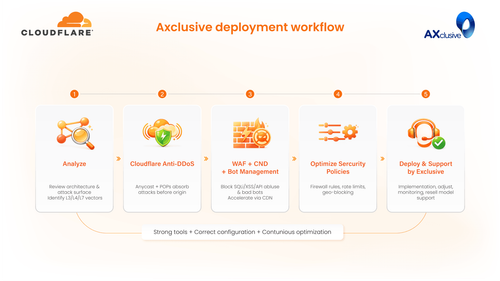 CLOUDFLARE
Axclusive deployment workflow
AXclusive
1
2
3
4
5
Analyze
Review architecture &
attack surface
Identify L3/L4/L7 vectors
Cloudflare Anti-DDoS
Anycast + POPs absorb
attacks before origin
WAF + CND
+ Bot Management
Block SQLi/XSS/API abuse
& bad bots
Accelerate via CDN
Optimize Sercurity
Policies
Firewall rules, rate limits,
geo-blocking
Deploy & Support
by Exclusive
Implementation, adjust,
monitoring, resell model
support
Strong tools + Correct configuration + Contunious optimization